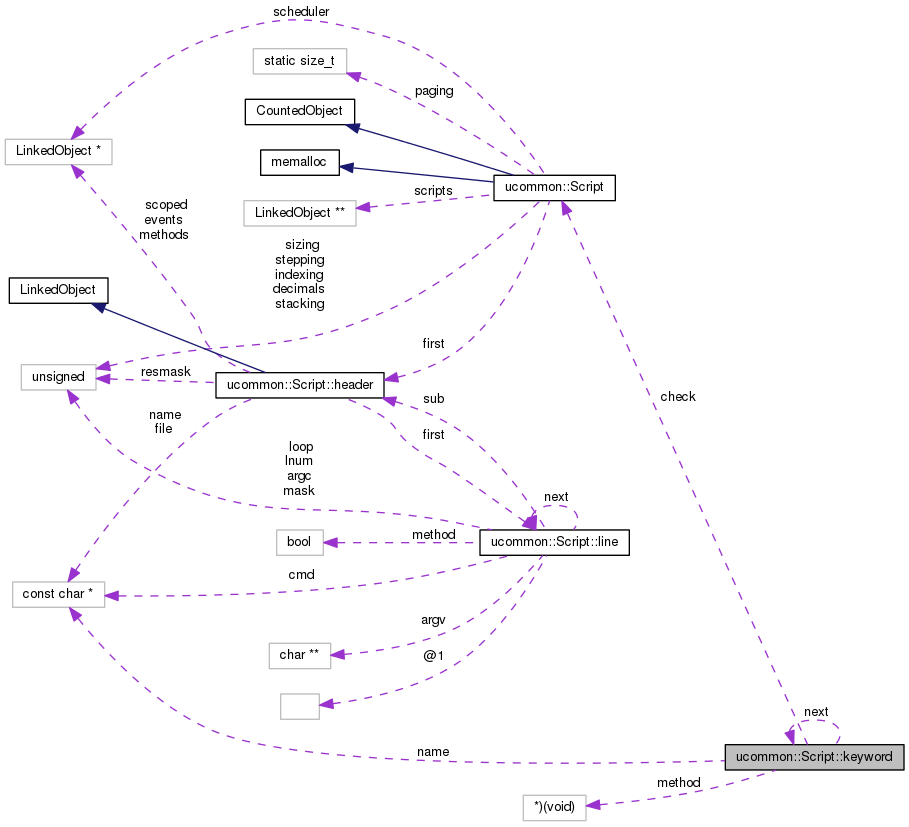 scheduler
static size_t
paging
CountedObject
LinkedObject *
memalloc
ucommon::Script
scripts
LinkedObject **
scoped
events
methods
sizing
stepping
indexing
decimals
stacking
LinkedObject
first
unsigned
resmask
ucommon::Script::header
check
name
file
sub
first
loop
lnum
argc
mask
next
bool
method
ucommon::Script::line
cmd
const char *
argv
char **
@1
next
name
ucommon::Script::keyword
method
*)(void)